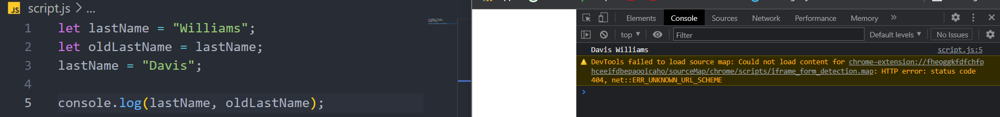 JS script.js > ...
1 let lastName = "Williams";
2 let oldLastName = lastName;
3 lastName = "Davis";
4
5 console.log(lastName, oldLastName);
Elements Console Sources Network Performance Memory »
top ▼ Filter Default levels ▼ No Issues
Davis Williams script.js:5
DevTools failed to load source map: Could not load content for chrome-extension://fheoggkfdfchfp
hceeifdbepaooicaho/sourceMap/chrome/scripts/iframe_form_detection.map: HTTP error: status code
404, net::ERR_UNKNOWN_URL_SCHEME
>